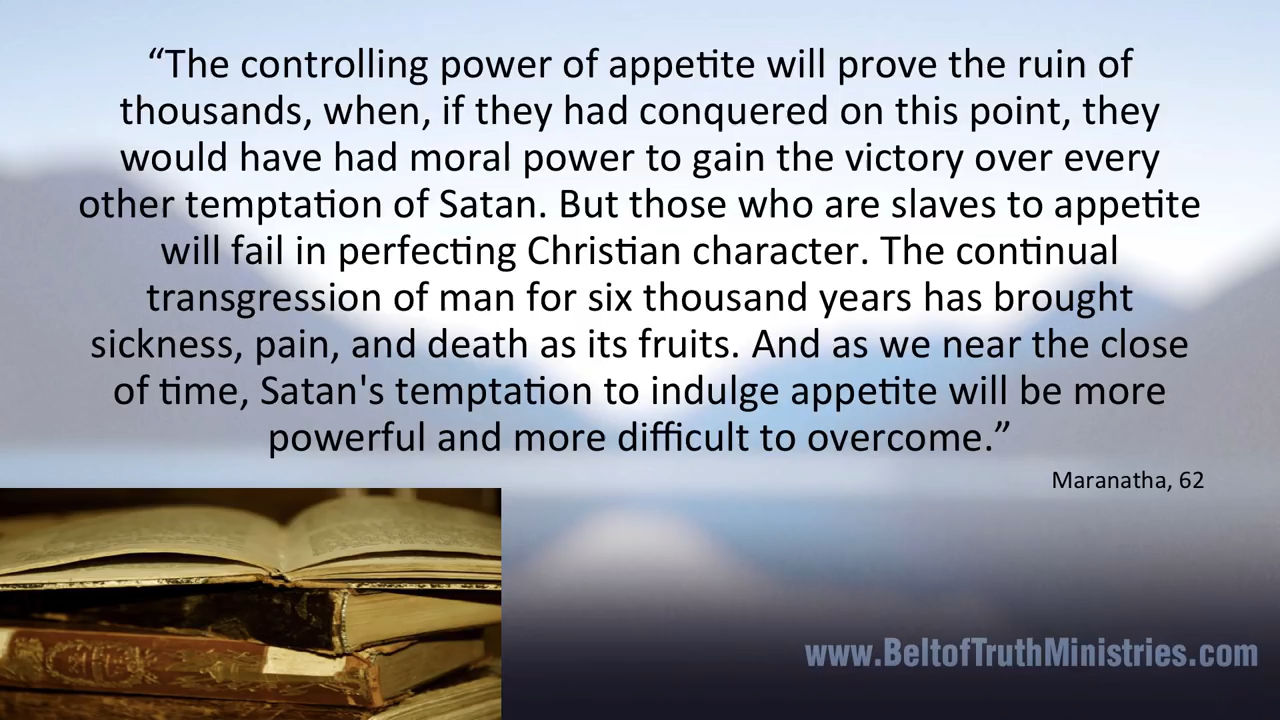 “The controlling power of appetite will prove the ruin of
thousands, when, if they had conquered on this point, they
would have had moral power to gain the victory over every
other temptation of Satan. But those who are slaves to appetite
will fail in perfecting Christian character. The continual
transgression of man for six thousand years has brought
sickness, pain, and death as its fruits. And as we near the close
of time, Satan's temptation to indulge appetite will be more
powerful and more difficult to overcome.”
Maranatha, 62
www.BeltofTruthMinistries.com